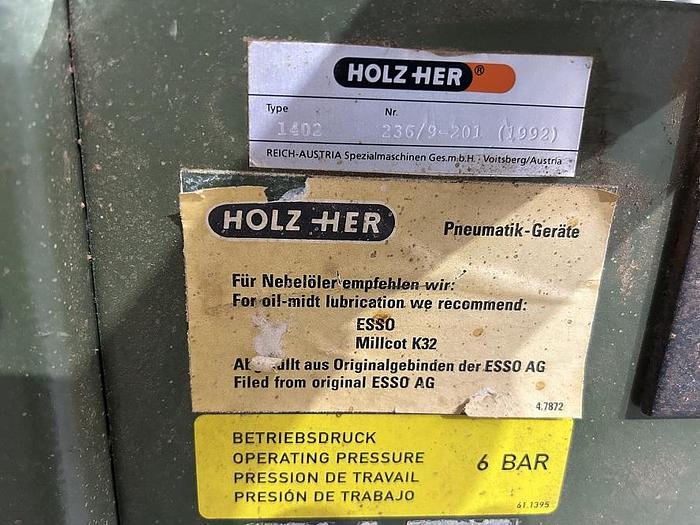 HOLZ-HER®
Type Nr.
1402 236/9-201 (1992)
REICH-AUSTRIA Spezialmaschinen Ges.m.b.H. · Voitsberg/Austria
HOLZ-HER
Pneumatik-Geräte
Für Nebelöler empfehlen wir:
For oil-midt lubrication we recommend:
ESSO
Millcot K32
Abgefüllt aus Originalgebinden der ESSO AG
Filed from original ESSO AG
4.7872
BETRIEBSDRUCK
OPERATING PRESSURE
PRESSION DE TRAVAIL
PRESIÓN DE TRABAJO
6 BAR
61.1395